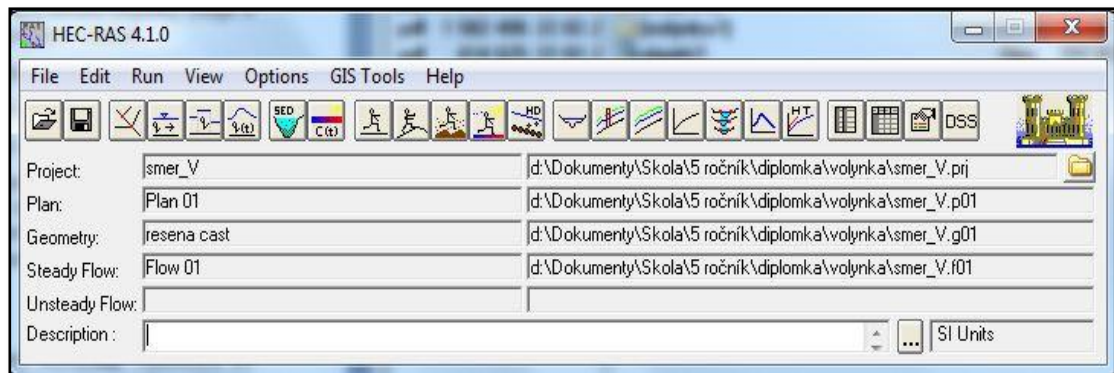 HEC-RAS 4.1.0
File Edit Run View Options GIS Tools Help
SED C(t) HD HT DSS
Project: smer_V d:\Dokumenty\Skola\5 ročník\diplomka\volynka\smer_V.prj
Plan: Plan 01 d:\Dokumenty\Skola\5 ročník\diplomka\volynka\smer_V.p01
Geometry: resena cast d:\Dokumenty\Skola\5 ročník\diplomka\volynka\smer_V.g01
Steady Flow: Flow 01 d:\Dokumenty\Skola\5 ročník\diplomka\volynka\smer_V.f01
Unsteady Flow:
Description : ... SI Units